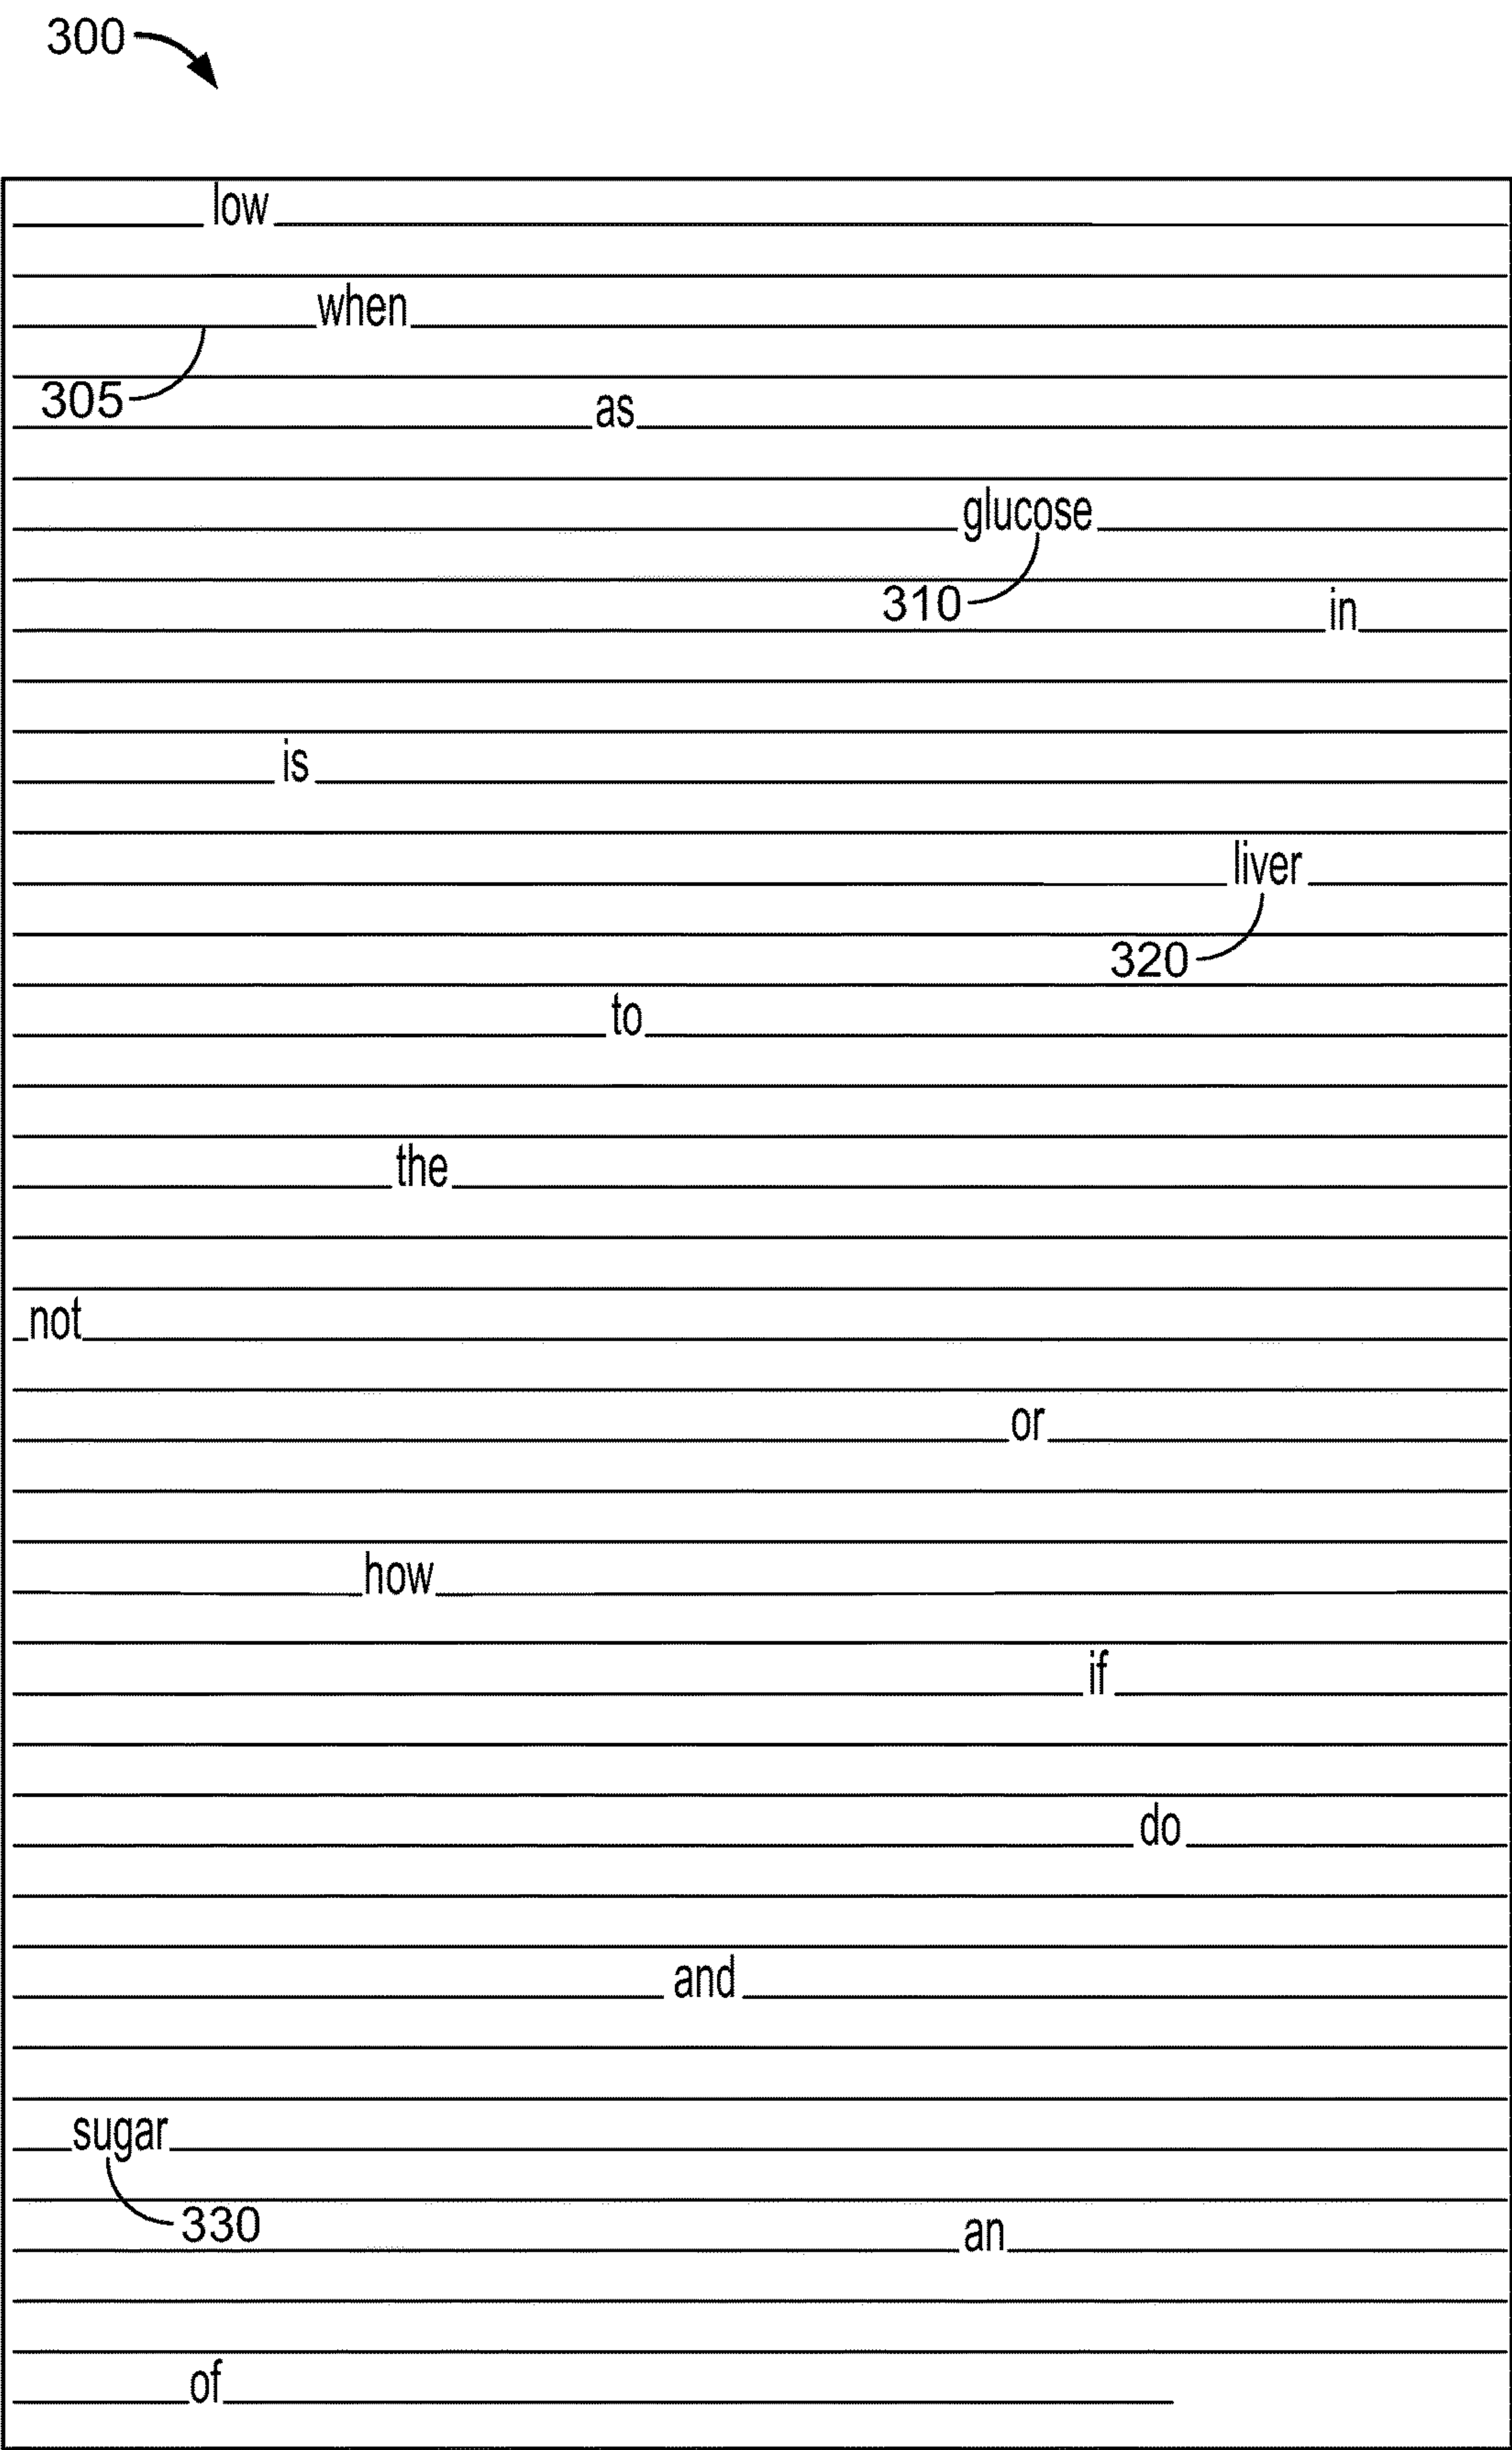 300
low
when
305
as
glucose
310
in
is
liver
320
to
the
not
or
how
if
do
and
sugar
330
an
of